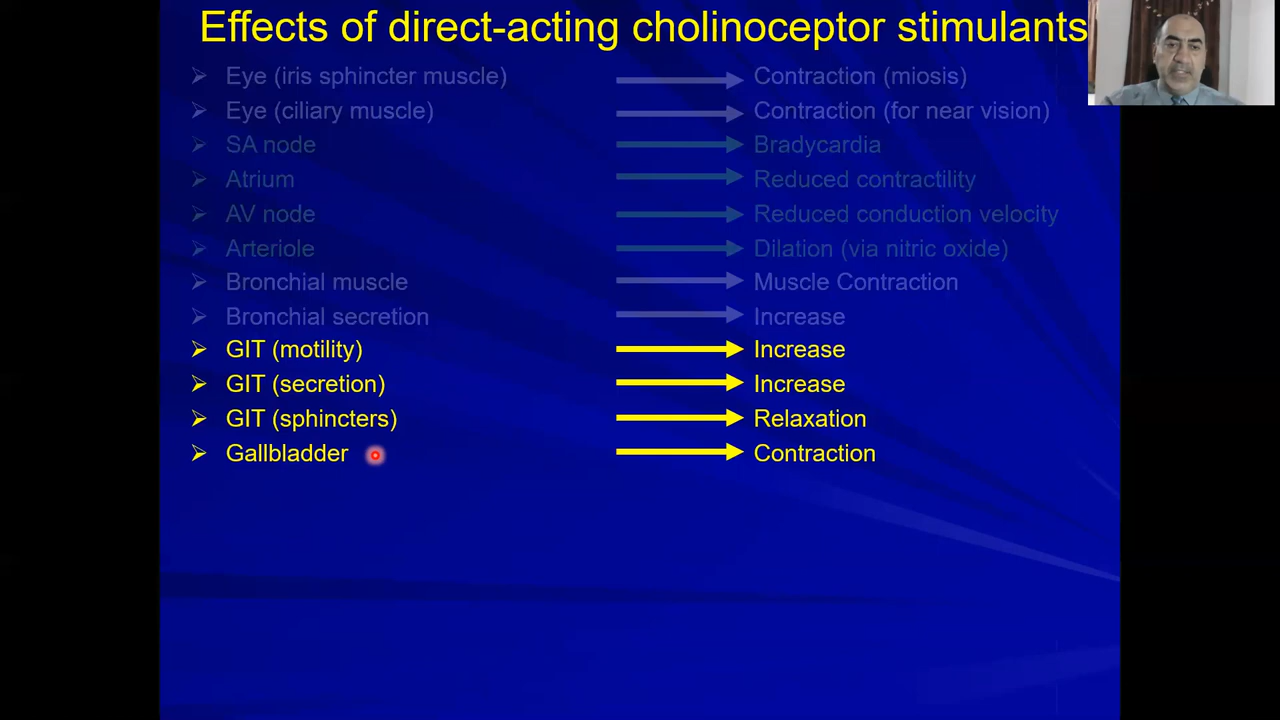 Effects of direct-acting cholinoceptor stimulants
Eye (iris sphincter muscle) Contraction (miosis)
Eye (ciliary muscle) Contraction (for near vision)
SA node Bradycardia
Atrium Reduced contractility
AV node Reduced conduction velocity
Arteriole Dilation (via nitric oxide)
Bronchial muscle Muscle Contraction
Bronchial secretion Increase
GIT (motility) Increase
GIT (secretion) Increase
GIT (sphincters) Relaxation
Gallbladder Contraction